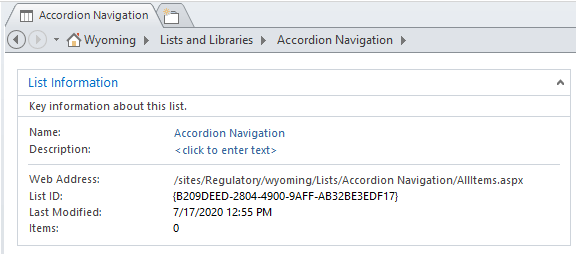 Accordion Navigation
Wyoming Lists and Libraries Accordion Navigation
List Information
Key information about this list.
Name: Accordion Navigation
Description: <click to enter text>
Web Address: /sites/Regulatory/wyoming/Lists/Accordion Navigation/AllItems.aspx
List ID: {B209DEED-2804-4900-9AFF-AB32BE3EDF17}
Last Modified: 7/17/2020 12:55 PM
Items: 0